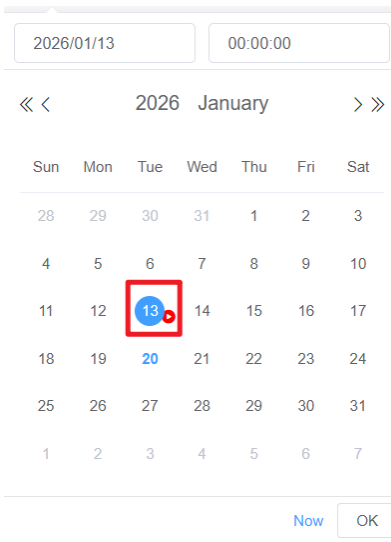 2026/01/13 00:00:00
2026 January
Sun Mon Tue Wed Thu Fri Sat
28 29 30 31 1 2 3
4 5 6 7 8 9 10
11 12 13 14 15 16 17
18 19 20 21 22 23 24
25 26 27 28 29 30 31
1 2 3 4 5 6 7
Now OK